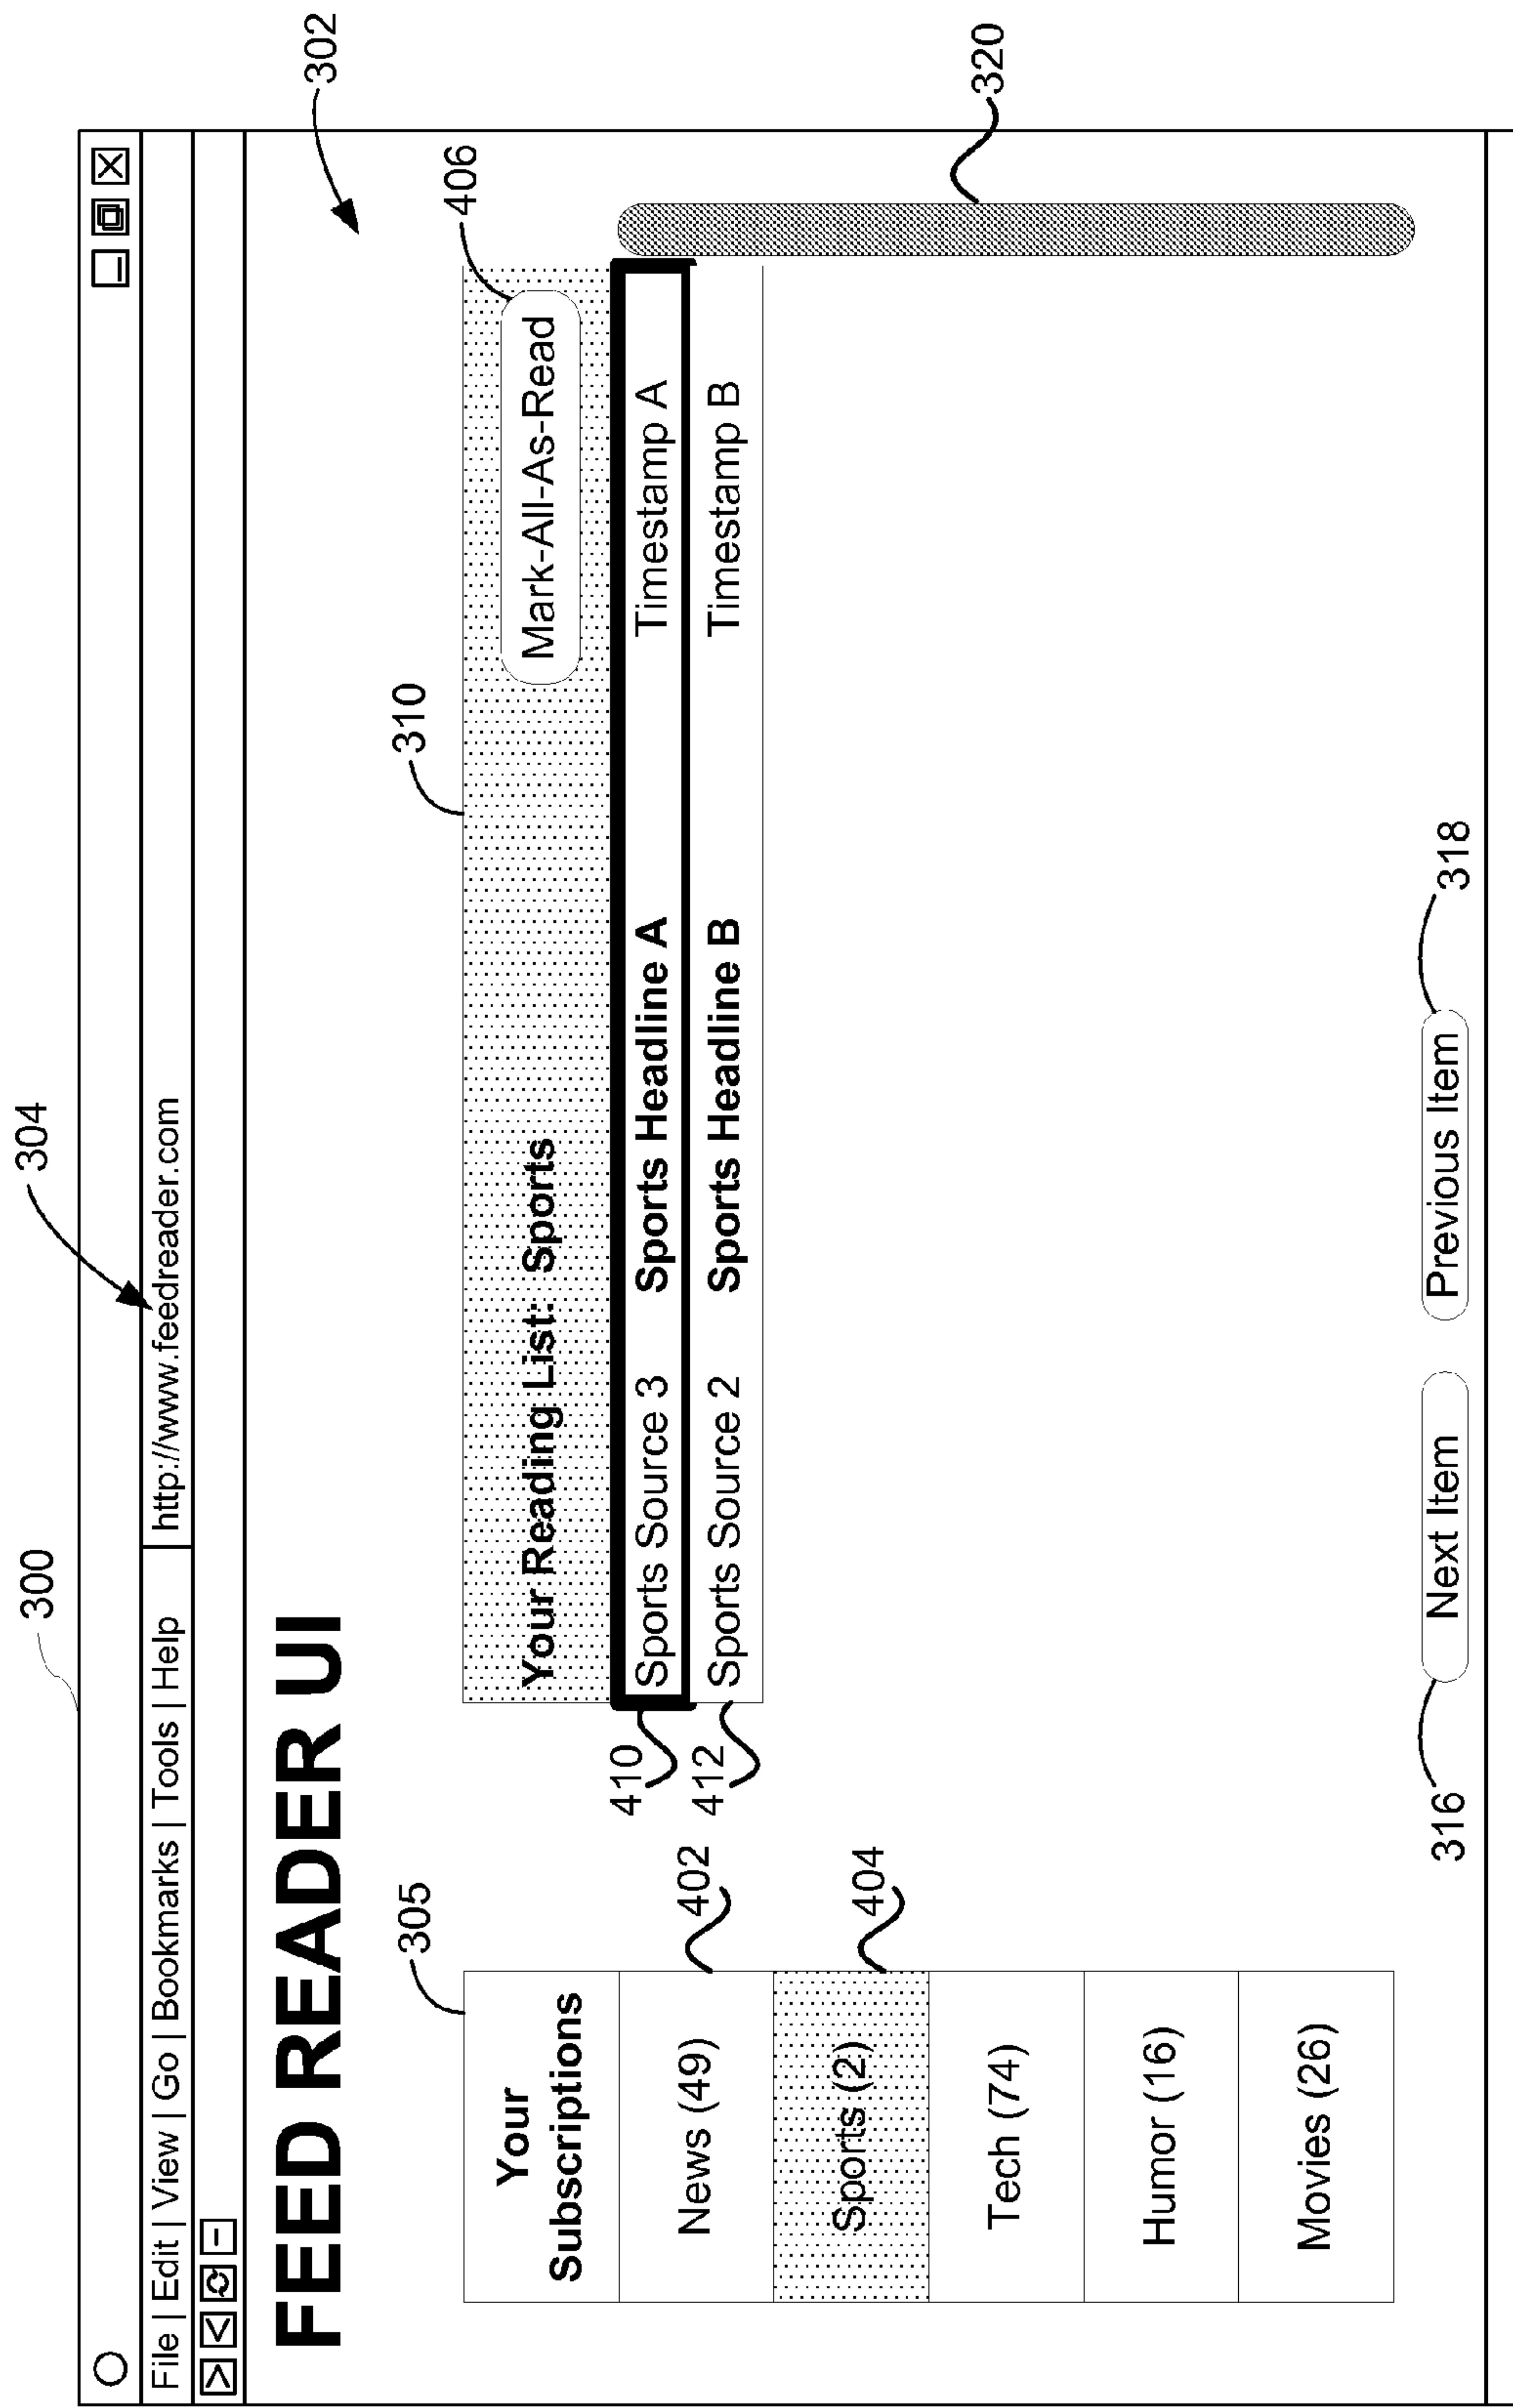 300
304
302
File | Edit | View | Go | Bookmarks | Tools | Help
http://www.feedreader.com
FEED READER UI
305
310
406
Your
Subscriptions
News (49)
Sports (2)
Tech (74)
Humor (16)
Movies (26)
402
404
Your Reading List: Sports
Mark-All-As-Read
410
Sports Source 3 Sports Headline A Timestamp A
412
Sports Source 2 Sports Headline B Timestamp B
320
316
Next Item
Previous Item
318